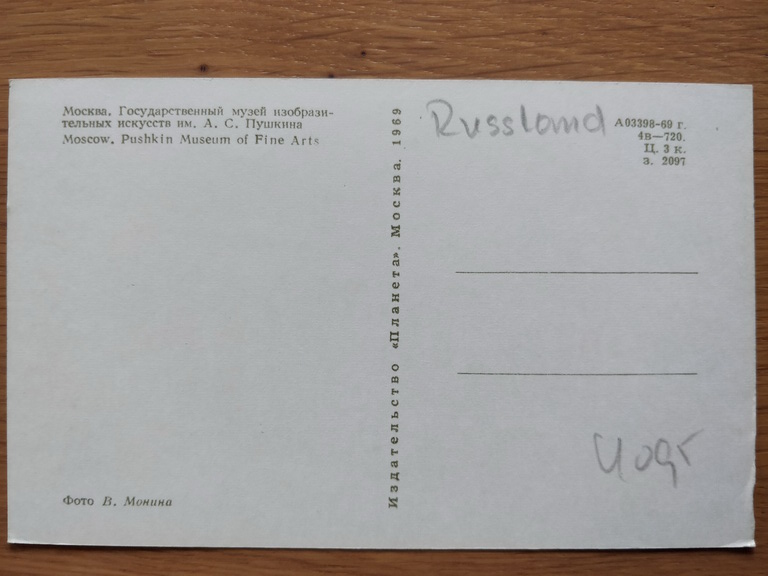 Москва. Государственный музей изобрази-
тельных искусств им. А. С. Пушкина
Moscow. Pushkin Museum of Fine Arts
Фото В. Монина
Издательство «Планета». Москва. 1969
Russland
А03398-69 г.
4в—720.
Ц. 3 к.
з. 2097